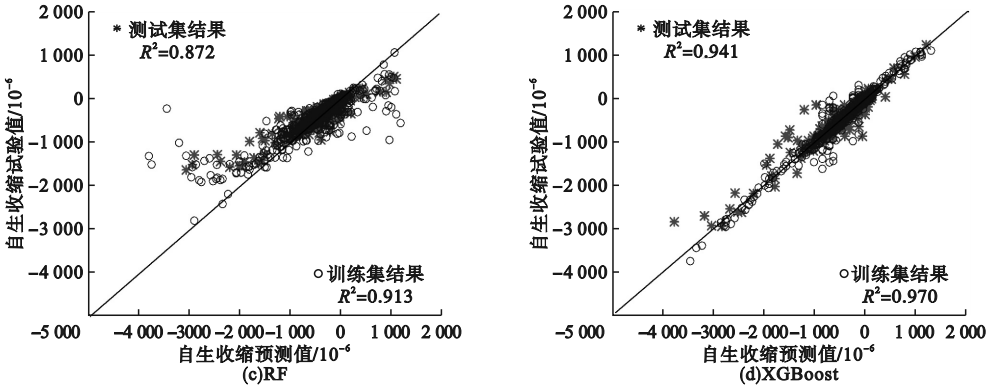 2 000
1 000
0
−1 000
−2 000
−3 000
−4 000
自生收缩试验值/10⁻⁶
* 测试集结果
R²=0.872
○ 训练集结果
R²=0.913
−5 000 −4 000 −3 000 −2 000 −1 000 0 1 000 2 000
自生收缩预测值/10⁻⁶
(c)RF
2 000
1 000
0
−1 000
−2 000
−3 000
−4 000
自生收缩试验值/10⁻⁶
* 测试集结果
R²=0.941
○ 训练集结果
R²=0.970
−5 000 −4 000 −3000 −2 000 −1 000 0 1 000 2 000
自生收缩预测值/10⁻⁶
(d)XGBoost